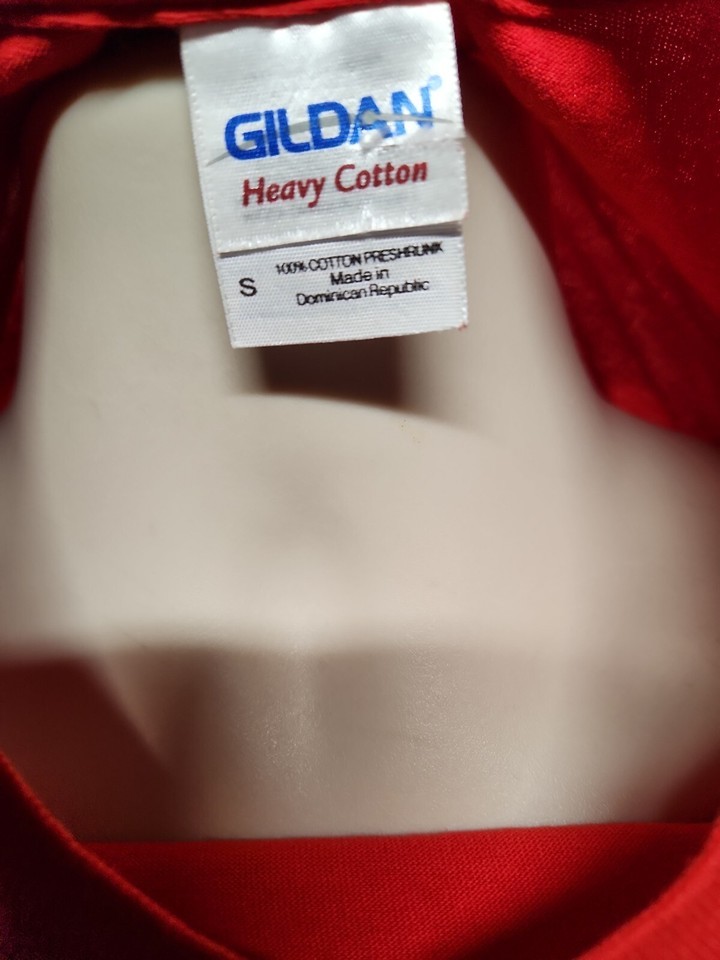 GILDAN®
Heavy Cotton
S
100% COTTON PRESHRUNK
Made in
Dominican Republic